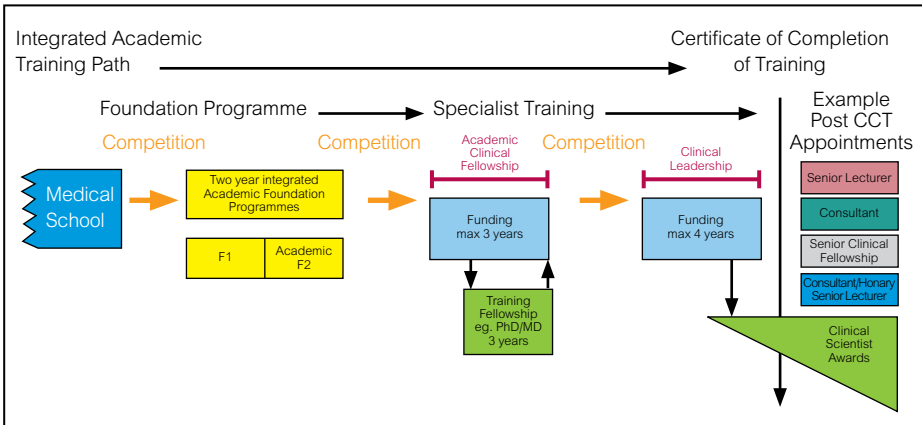 Integrated Academic
Training Path
Certificate of Completion
of Training
Foundation Programme
Specialist Training
Example
Post CCT
Appointments
Competition
Competition
Competition
Academic
Clinical
Fellowship
Clinical
Leadership
Medical
School
Two year integrated
Academic Foundation
Programmes
F1
Academic
F2
Funding
max 3 years
Training
Fellowship
eg. PhD/MD
3 years
Funding
max 4 years
Senior Lecturer
Consultant
Senior Clinical
Fellowship
Consultant/Honary
Senior Lecturer
Clinical
Scientist
Awards